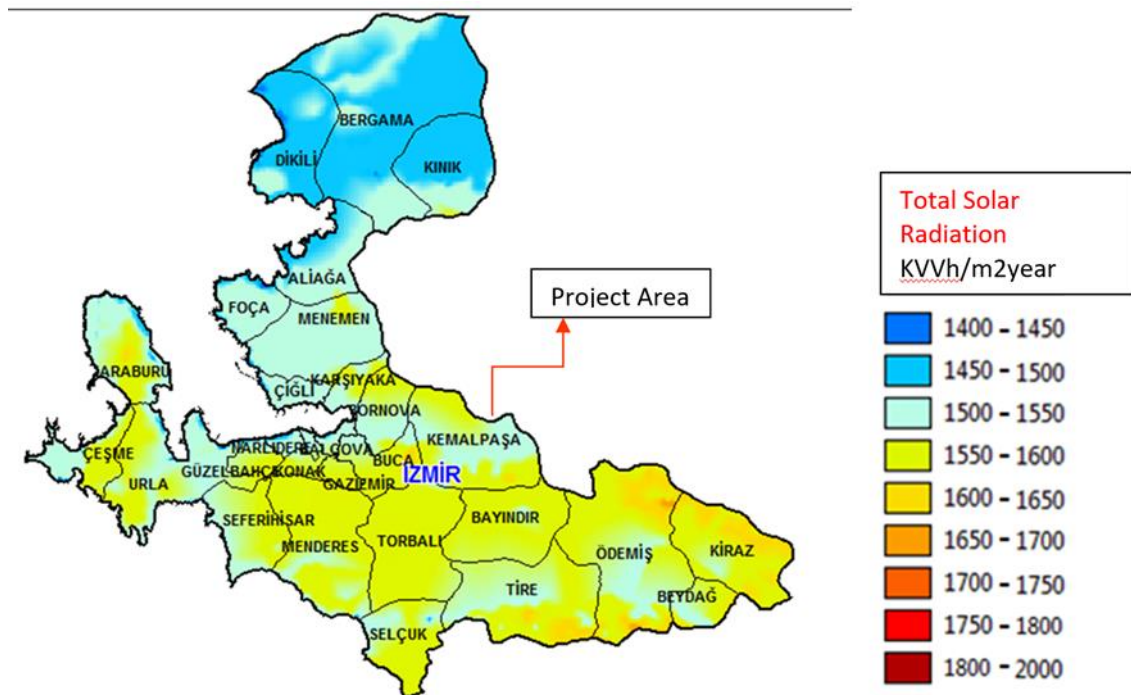 BERGAMA
DİKİLİ
KINIK
ALİAĞA
FOÇA
MENEMEN
Project Area
Total Solar
Radiation
KVVh/m2year
1400 - 1450
1450 - 1500
1500 - 1550
1550 - 1600
1600 - 1650
1650 - 1700
1700 - 1750
1750 - 1800
1800 - 2000
ARABURU
KARŞIYAKA
ÇİĞLİ
BORNOVA
KEMALPAŞA
ÇEŞME
URLA
GÜZELBAHÇE
KONAK
BUCA
İZMİR
GAZİEMİR
SEFERİHİSAR
MENDERES
TORBALI
BAYINDIR
ÖDEMİŞ
KİRAZ
TİRE
BEYDAĞ
SELÇUK